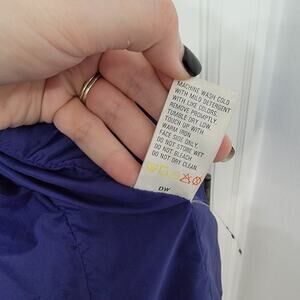 MACHINE WASH COLD
WITH MILD DETERGENT
WITH LIKE COLORS.
REMOVE PROMPTLY.
TUMBLE DRY LOW.
TOUCH UP WITH
WARM IRON
FACE-SIDE ONLY.
DO NOT STORE WET
DO NOT BLEACH
DO NOT DRY CLEAN.
DW